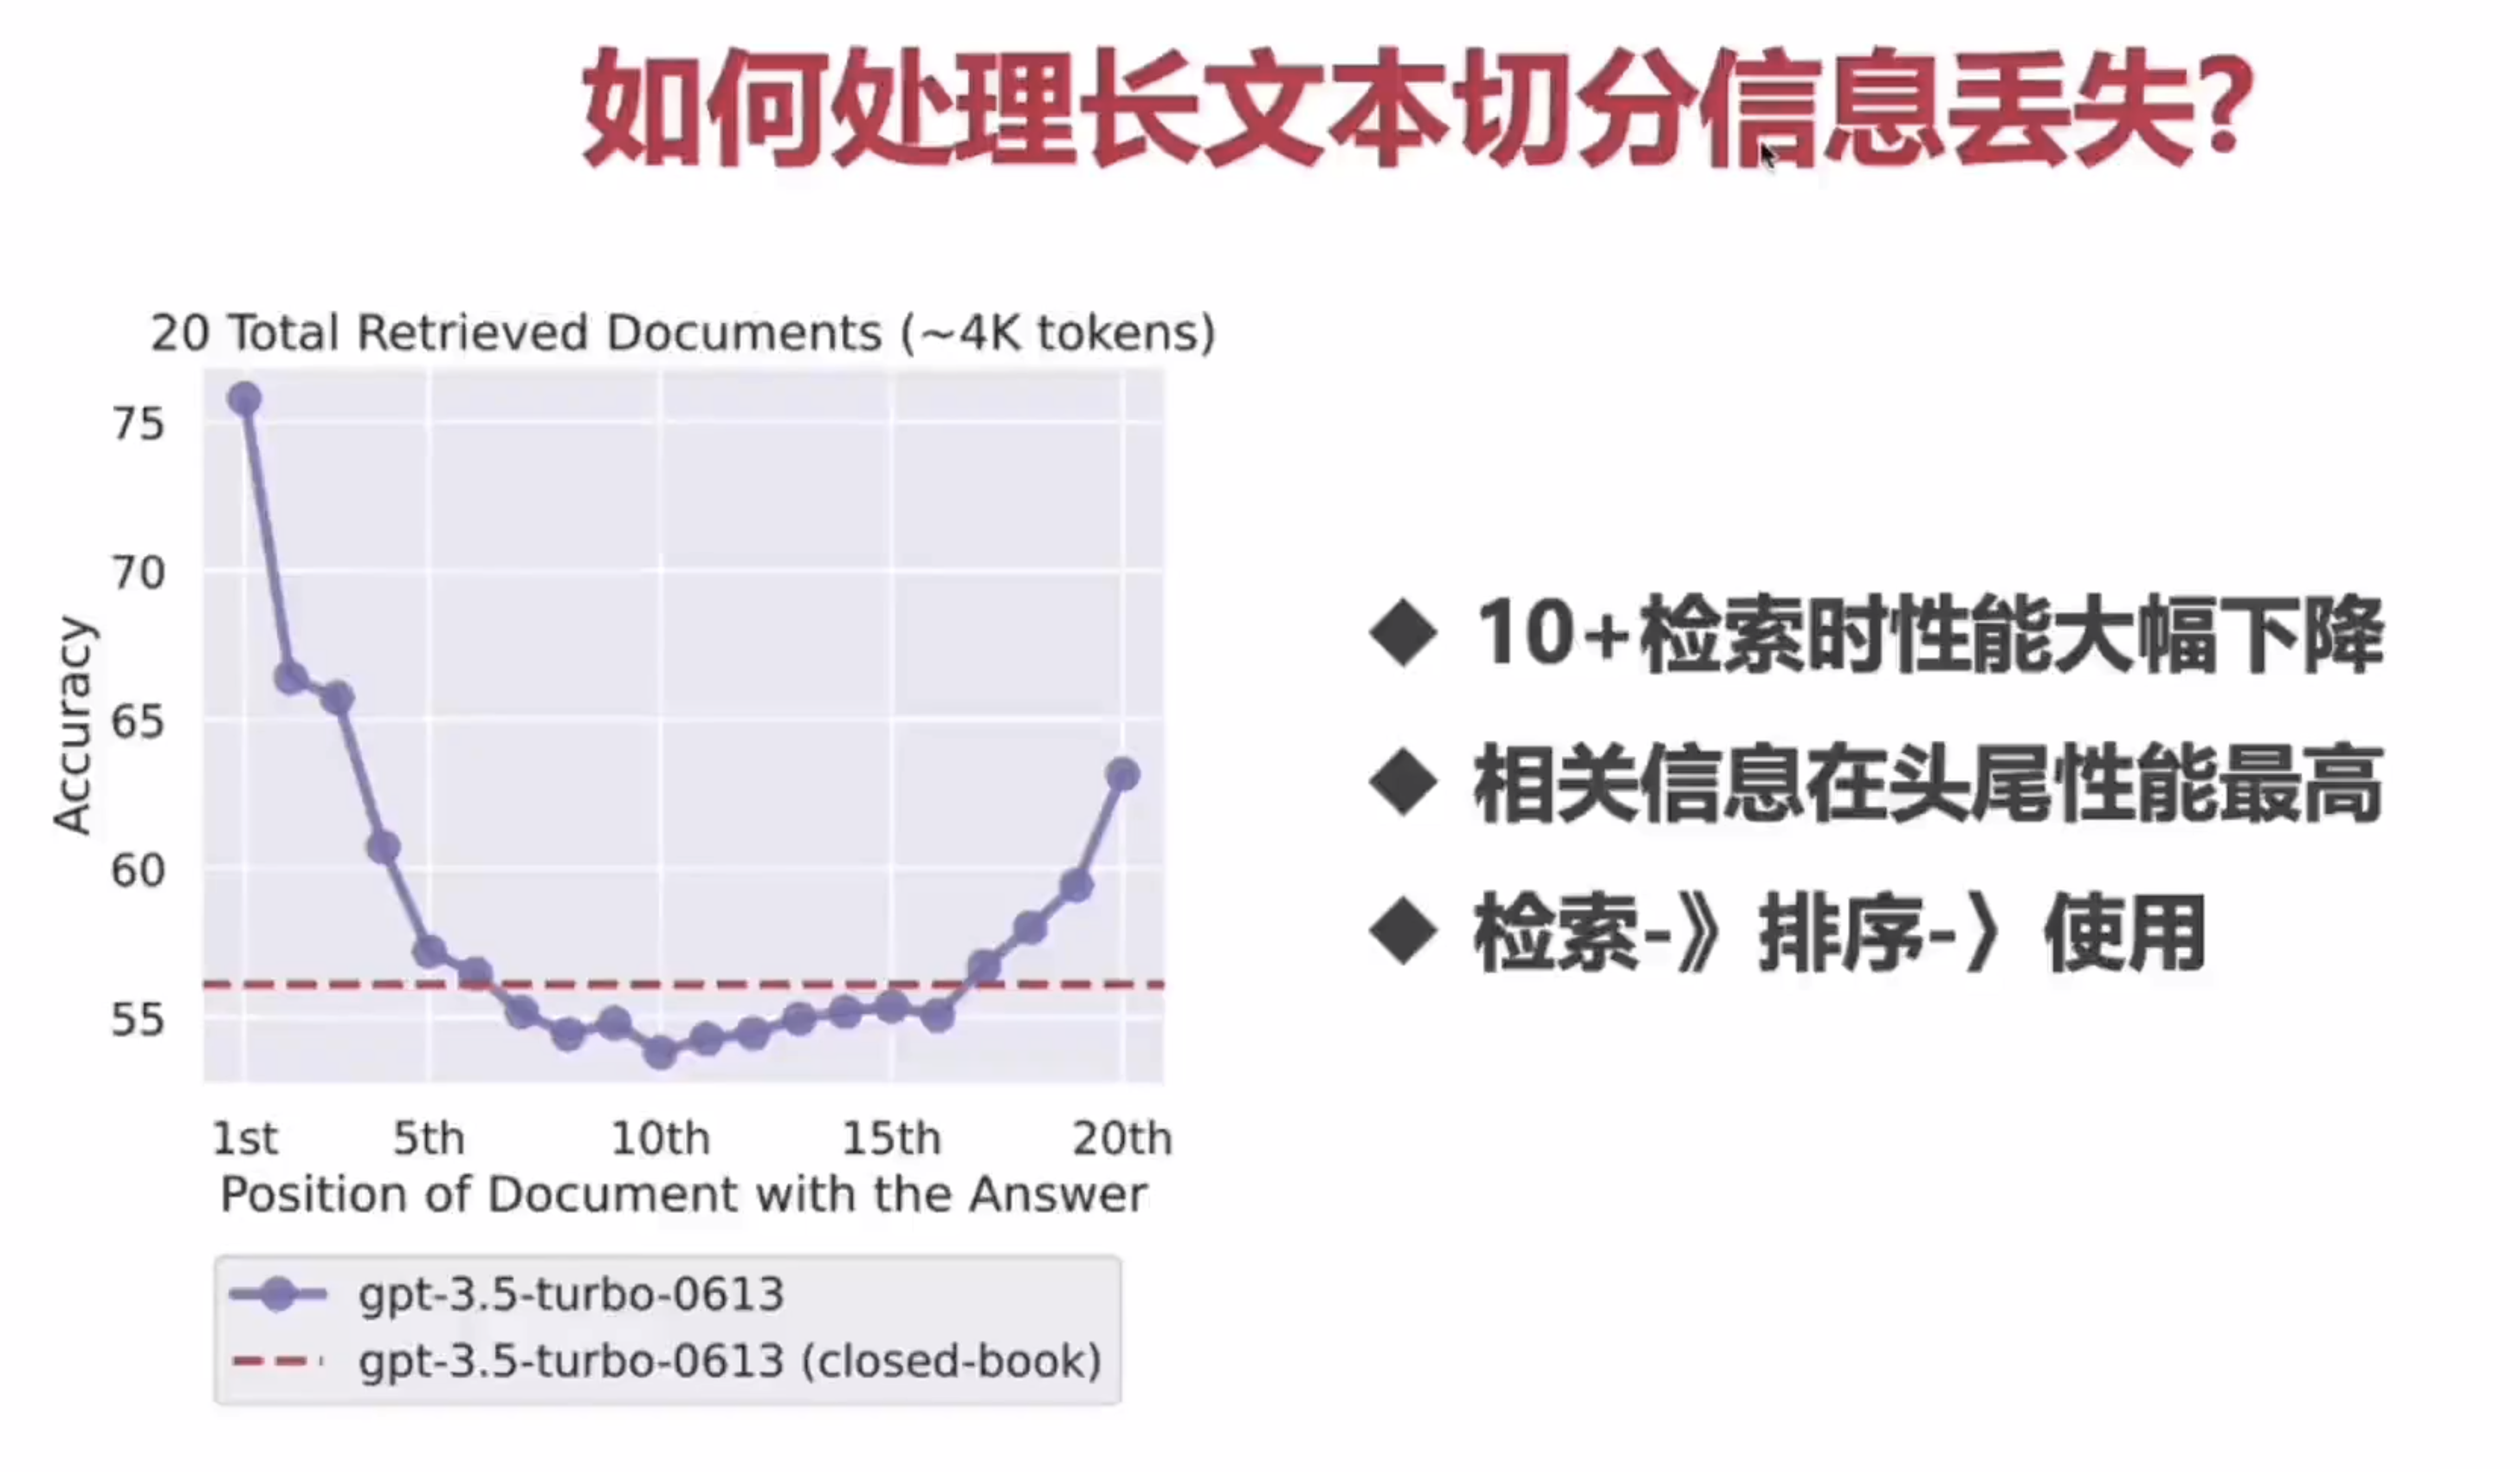 如何处理长文本切分信息丢失?
20 Total Retrieved Documents (~4K tokens)
75
70
65
60
55
Accuracy
1st 5th 10th 15th 20th
Position of Document with the Answer
gpt-3.5-turbo-0613
gpt-3.5-turbo-0613 (closed-book)
◆ 10+检索时性能大幅下降
◆ 相关信息在头尾性能最高
◆ 检索-》排序-〉使用